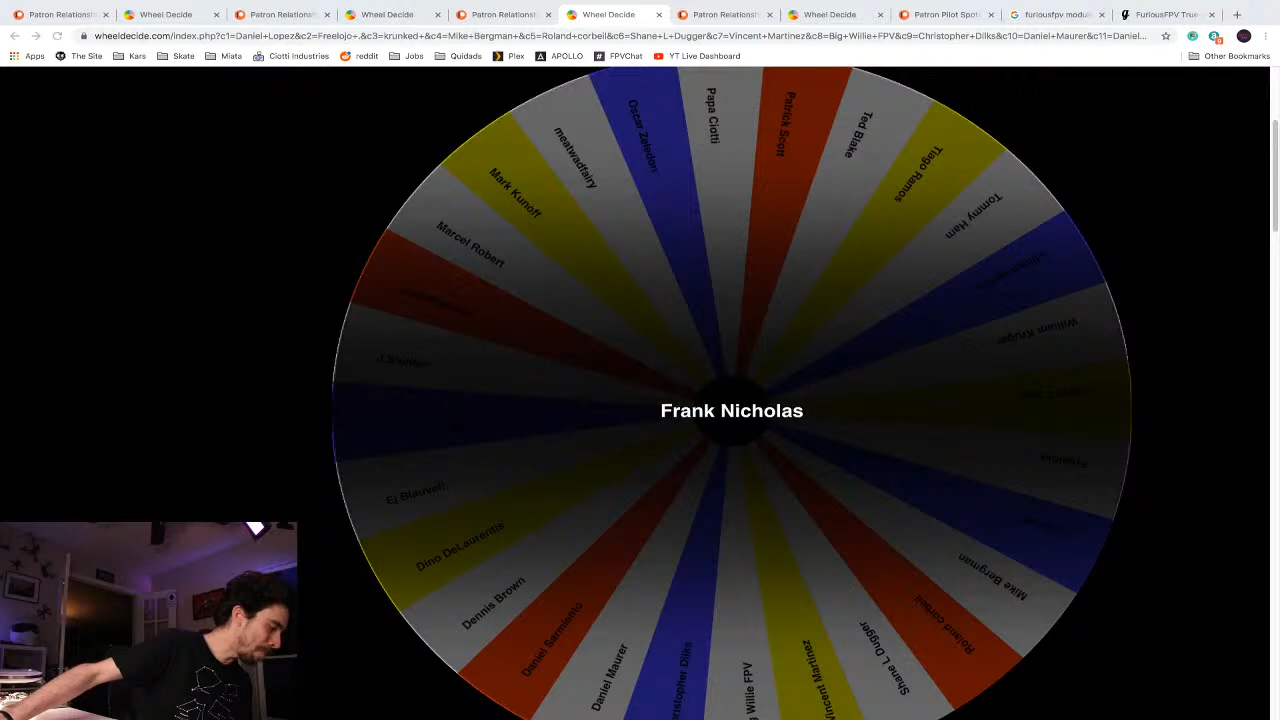 Patron Relationsh
Wheel Decide
Patron Relations
Wheel Decide
Patron Relationsh
Wheel Decide
Patron Relationsh
Wheel Decide
Patron Pilot Spot
furiousfpv modul
FuriousFPV True
wheeldecide.com/index.php?c1=Daniel+Lopez&c2=Freelojo+.&c3=krunked+&c4=Mike+Bergman+&c5=Roland+corbeil&c6=Shane+L+Dugger&c7=Vincent+Martinez&c8=Big+Willie+FPV&c9=Christopher+Dilks&c10=Daniel+Maurer&c11=Daniel...
Apps
The Site
Kars
Skate
Miata
Ciotti Industries
reddit
Jobs
Quidads
Plex
APOLLO
FPVChat
YT Live Dashboard
Other Bookmarks
Oscar Zeledon
Papa Ciotti
Patrick Scott
Ted Blake
Tiago Ramos
Tommy Ham
William Kruger
meatwadfairy
Mark Kunoff
Marcel Robert
Frank Nicholas
Ej Blauvelt
Dino DeLaurentis
Dennis Brown
Daniel Sarmiento
Daniel Maurer
ristopher Dilks
Willie FPV
Vincent Martinez
Shane L Dugger
Roland corbeil
Mike Bergman